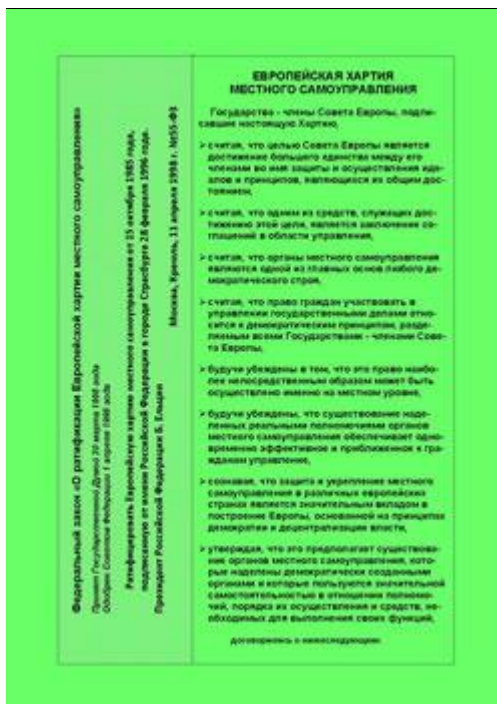 Федеральный закон «О ратификации Европейской хартии местного самоуправления»
Принят Государственной Думой 20 марта 1998 года
Одобрен Советом Федерации 1 апреля 1998 года
Ратифицировать Европейскую хартию местного самоуправления от 15 октября 1985 года,
подписанную от имени Российской Федерации в городе Страсбурге 28 февраля 1996 года.
Президент Российской Федерации Б. Ельцин
Москва, Кремль, 11 апреля 1998 г. №55-ФЗ
ЕВРОПЕЙСКАЯ ХАРТИЯ
МЕСТНОГО САМОУПРАВЛЕНИЯ
Государства - члены Совета Европы, подпи-
савшие настоящую Хартию,
➢ считая, что целью Совета Европы является
достижение большего единства между его
членами во имя защиты и осуществления иде-
алов и принципов, являющихся их общим дос-
тоянием,
➢ считая, что одним из средств, служащих дос-
тижению этой цели, является заключение со-
глашений в области управления,
➢ считая, что органы местного самоуправления
являются одной из главных основ любого де-
мократического строя,
➢ считая, что право граждан участвовать в
управлении государственными делами отно-
сится к демократическим принципам, разде-
ляемым всеми Государствами - членами Сове-
та Европы,
➢ будучи убеждены в том, что это право наибо-
лее непосредственным образом может быть
осуществлено именно на местном уровне,
➢ будучи убеждены, что существование наде-
ленных реальными полномочиями органов
местного самоуправления обеспечивает одно-
временно эффективное и приближенное к гра-
жданам управление,
➢ сознавая, что защита и укрепление местного
самоуправления в различных европейских
странах является значительным вкладом в
построение Европы, основанной на принципах
демократии и децентрализации власти,
➢ утверждая, что это предполагает существова-
ние органов местного самоуправления, кото-
рые наделены демократически созданными
органами и которые пользуются значительной
самостоятельностью в отношении полномо-
чий, порядка их осуществления и средств, не-
обходимых для выполнения своих функций,
договорились о нижеследующем: